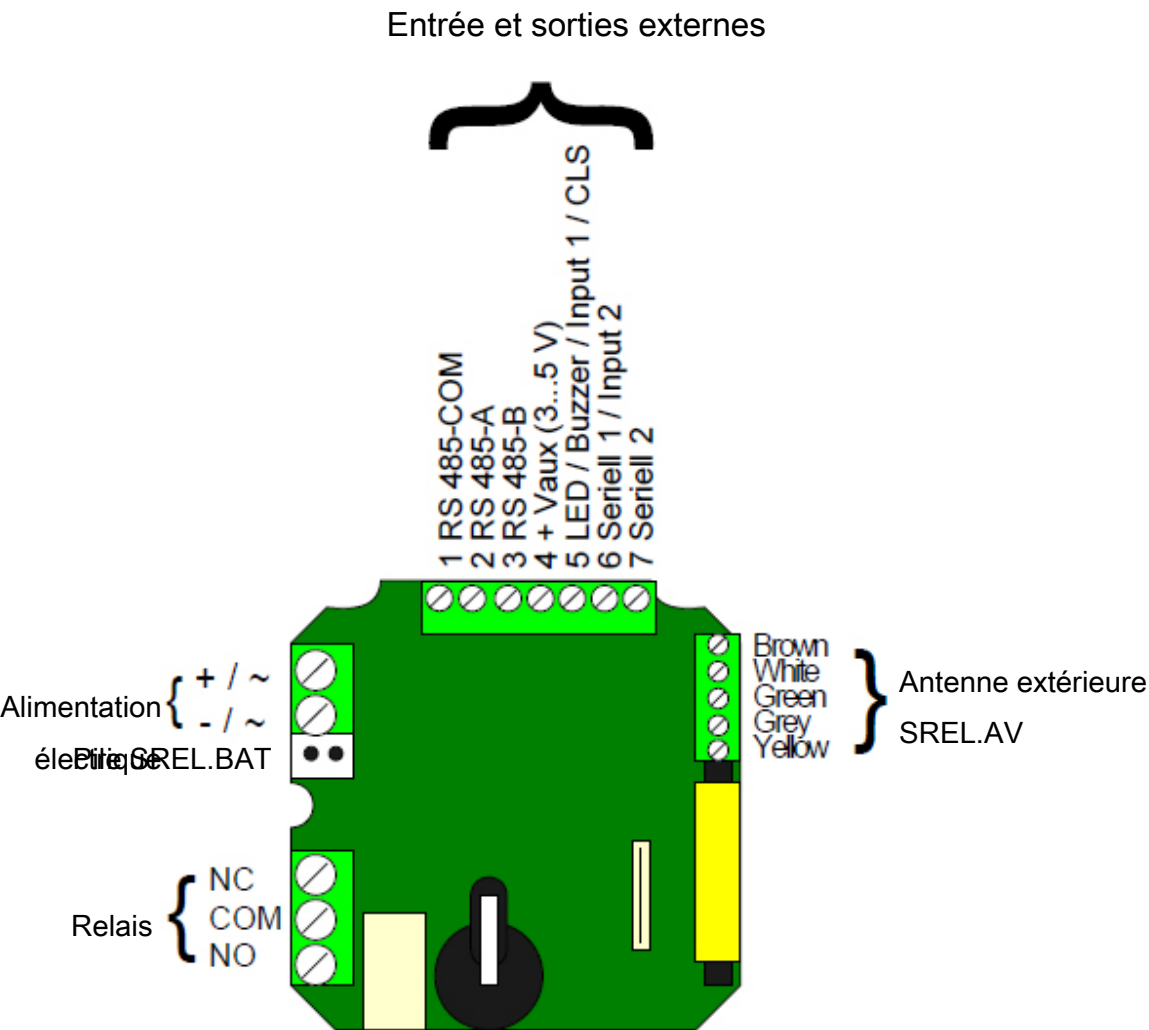 Entrée et sorties externes
1 RS 485-COM
2 RS 485-A
3 RS 485-B
4 + Vaux (3...5 V)
5 LED / Buzzer / Input 1 / CLS
6 Seriell 1 / Input 2
7 Seriell 2
+ / ~
Alimentation
- / ~
électrique
Pile SREL.BAT
NC
Relais
COM
NO
Brown
White
Green
Grey
Yellow
Antenne extérieure
SREL.AV